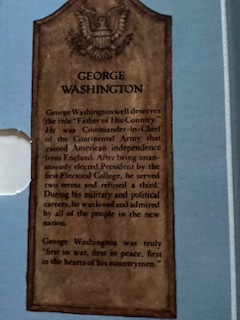 GEORGE
WASHINGTON
George Washington well deserves
the title "Father of His Country."
He was Commander-in-Chief
of the Continental Army that
gained American independence
from England. After being unan-
imously elected President by the
first Electoral College, he served
two terms and refused a third.
During his military and political
careers, he was loved and admired
by all of the people in the new
nation.
George Washington was truly
"first in war, first in peace, first
in the hearts of his countrymen."